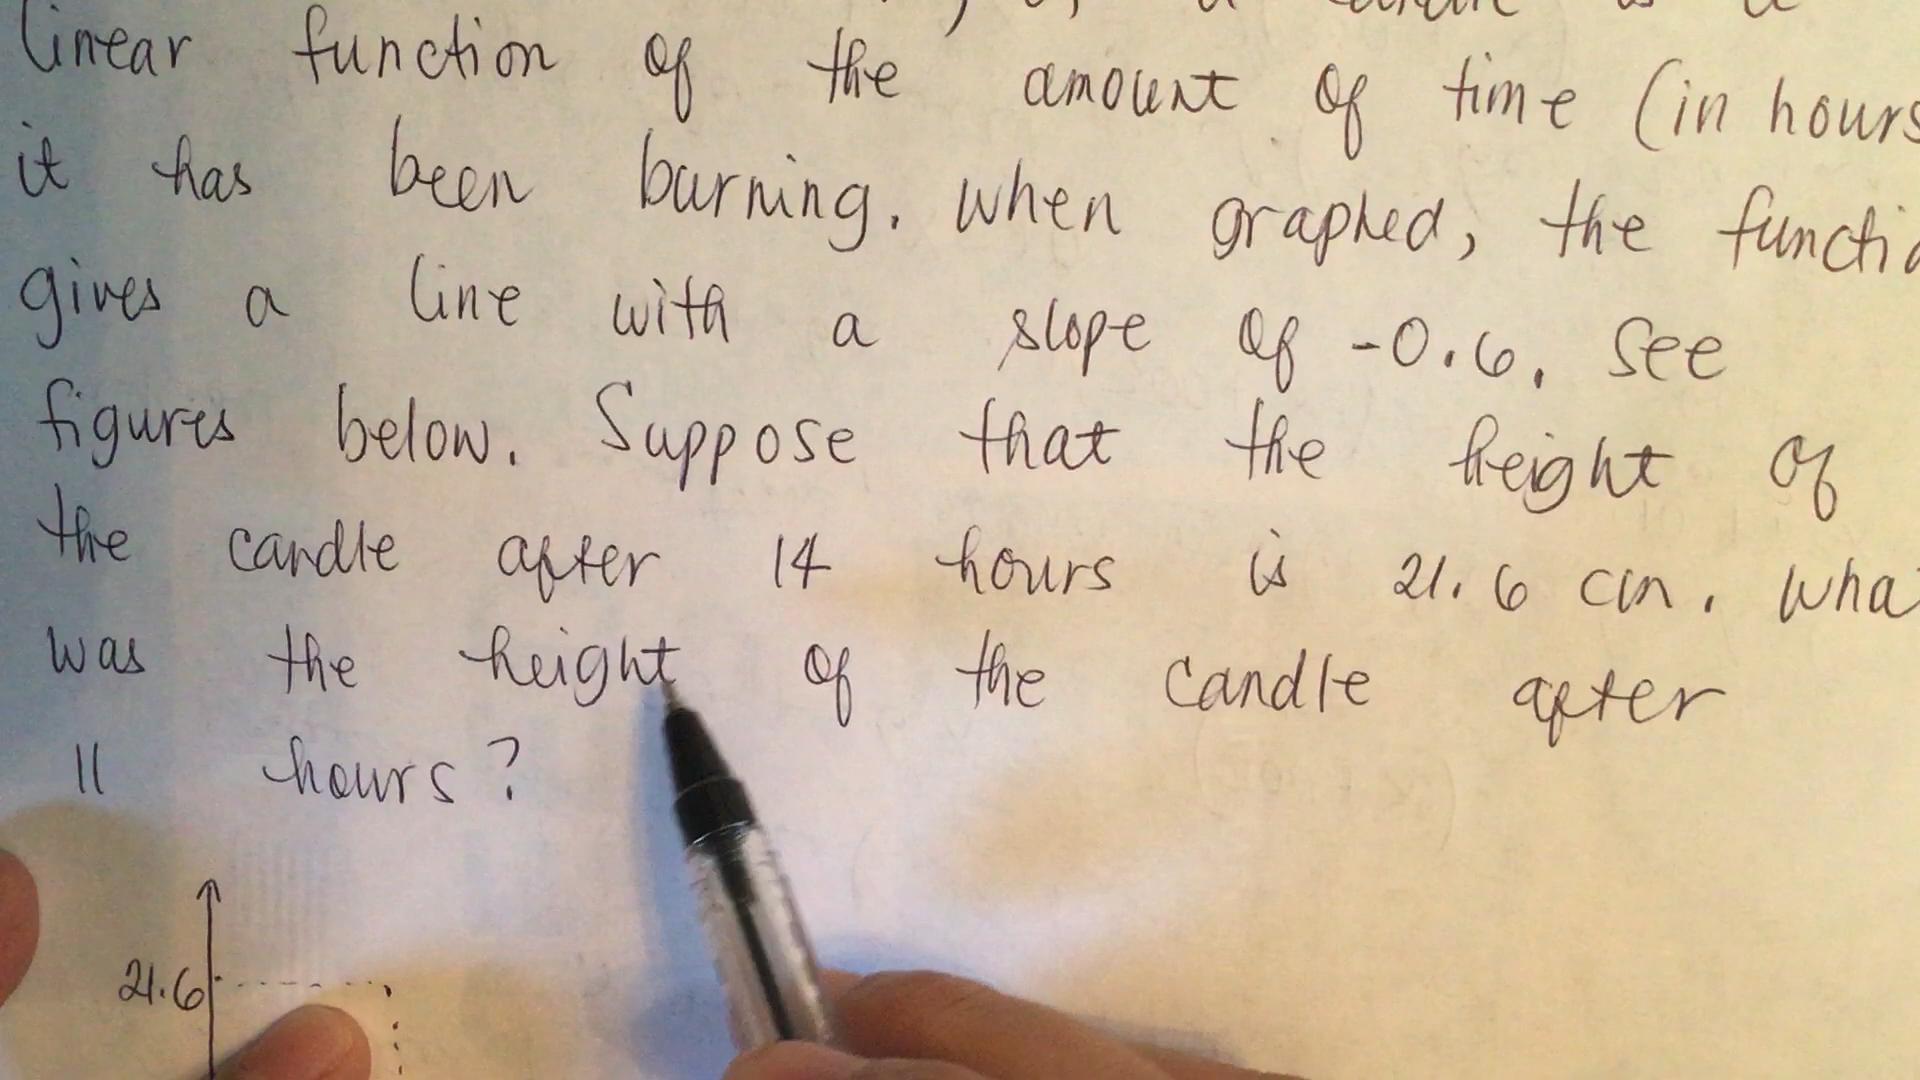 linear function of the amount of time (in hours
it has been burning. When graphed, the functio
gives a line with a slope of -0.6. See
figures below. Suppose that the height of
the candle after 14 hours is 21.6 cm. Wha
was the height of the candle after
11 hours?
21.6